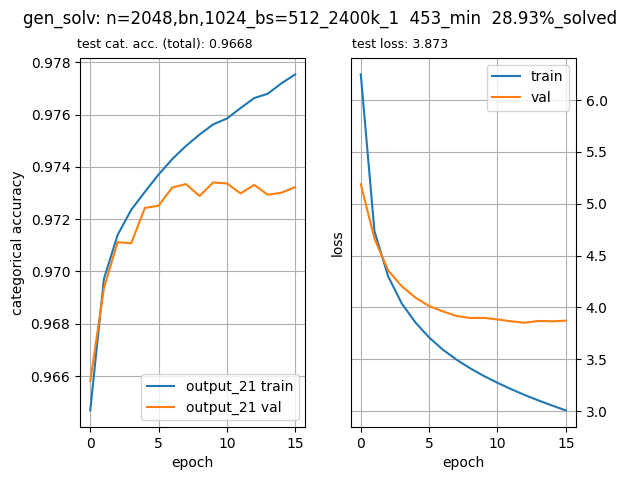 gen_solv: n=2048,bn,1024_bs=512_2400k_1  453_min  28.93%_solved
test cat. acc. (total): 0.9668
test loss: 3.873
0.978
0.976
0.974
0.972
0.970
0.968
0.966
categorical accuracy
output_21 train
output_21 val
0 5 10 15
epoch
train
val
6.0
5.5
5.0
4.5
4.0
3.5
3.0
loss
0 5 10 15
epoch